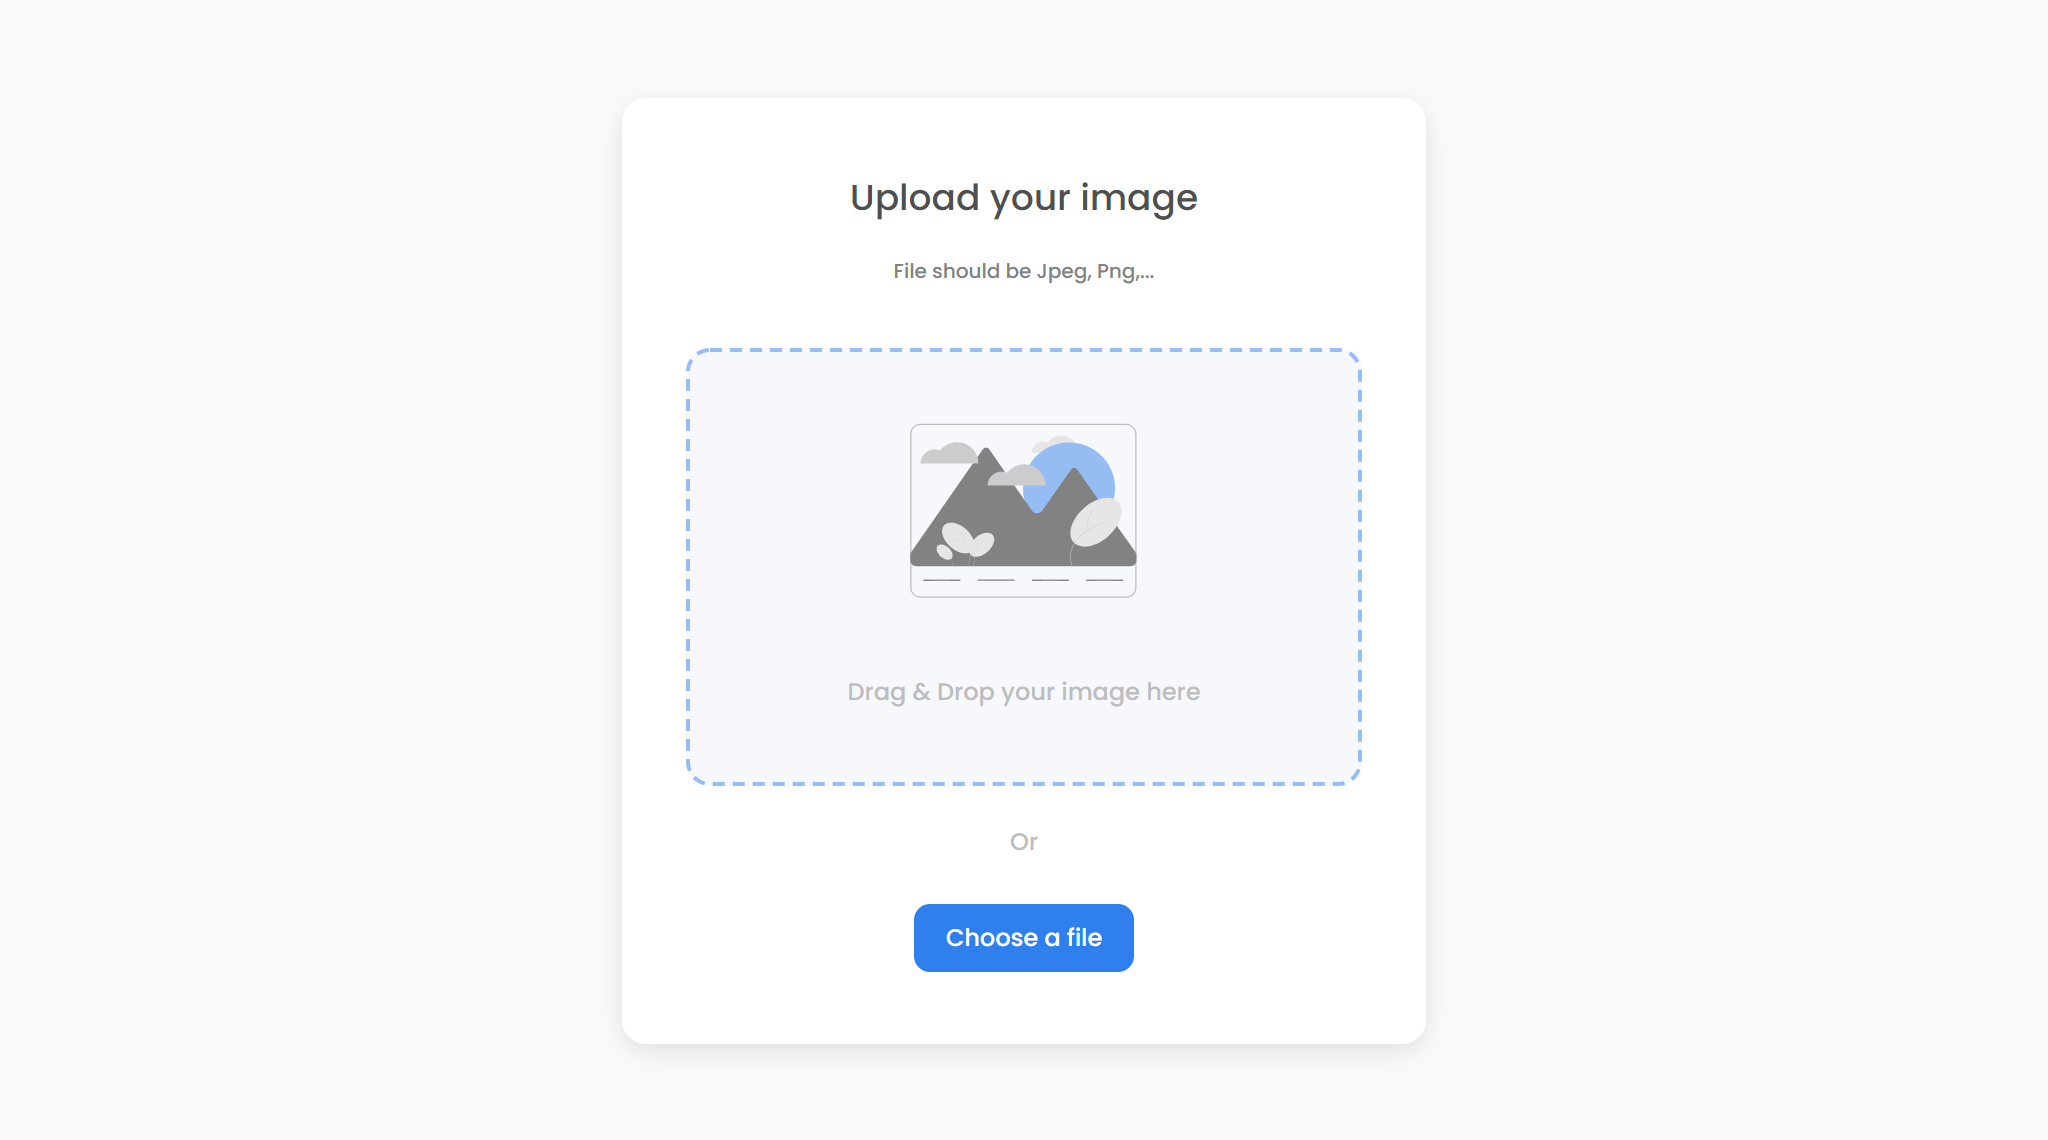 Upload your image
File should be Jpeg, Png,...
Drag & Drop your image here
Or
Choose a file